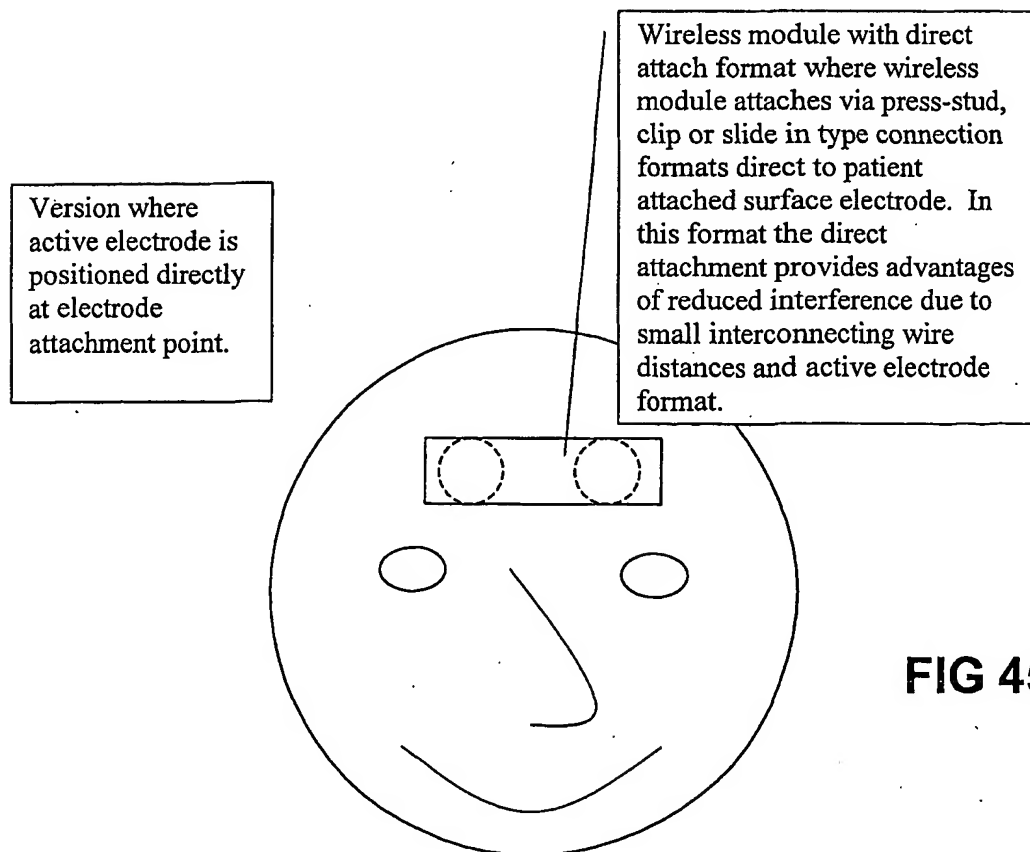 Wireless module with direct
attach format where wireless
module attaches via press-stud,
clip or slide in type connection
formats direct to patient
attached surface electrode. In
this format the direct
attachment provides advantages
of reduced interference due to
small interconnecting wire
distances and active electrode
format.
Version where
active electrode is
positioned directly
at electrode
attachment point.
FIG 45